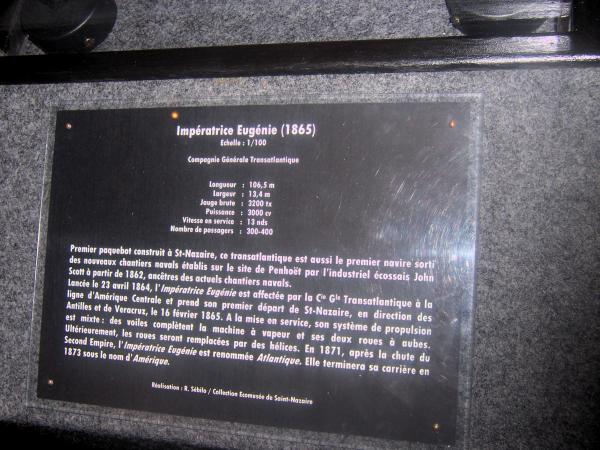 Impératrice Eugénie (1865)
Echelle : 1/100
Compagnie Générale Transatlantique
Longueur : 106,5 m
Largeur : 13,4 m
Jauge brute : 3200 tx
Puissance : 3000 cv
Vitesse en service : 13 nds
Nombre de passagers : 300-400
Premier paquebot construit à St-Nazaire, ce transatlantique est aussi le premier navire sorti
des nouveaux chantiers navals établis sur le site de Penhoët par l'industriel écossais John
Scott à partir de 1862, ancêtres des actuels chantiers navals.
Lancée le 23 avril 1864, l'Impératrice Eugénie est affectée par la Cie Gle Transatlantique à la
ligne d'Amérique Centrale et prend son premier départ de St-Nazaire, en direction des
Antilles et de Veracruz, le 16 février 1865. A la mise en service, son système de propulsion
est mixte : des voiles complètent la machine à vapeur et ses deux roues à aubes.
Ultérieurement, les roues seront remplacées par des hélices. En 1871, après la chute du
Second Empire, l'Impératrice Eugénie est renommée Atlantique. Elle terminera sa carrière en
1873 sous le nom d'Amérique.
Réalisation : R. Sébilo / Collection Ecomusée de Saint-Nazaire